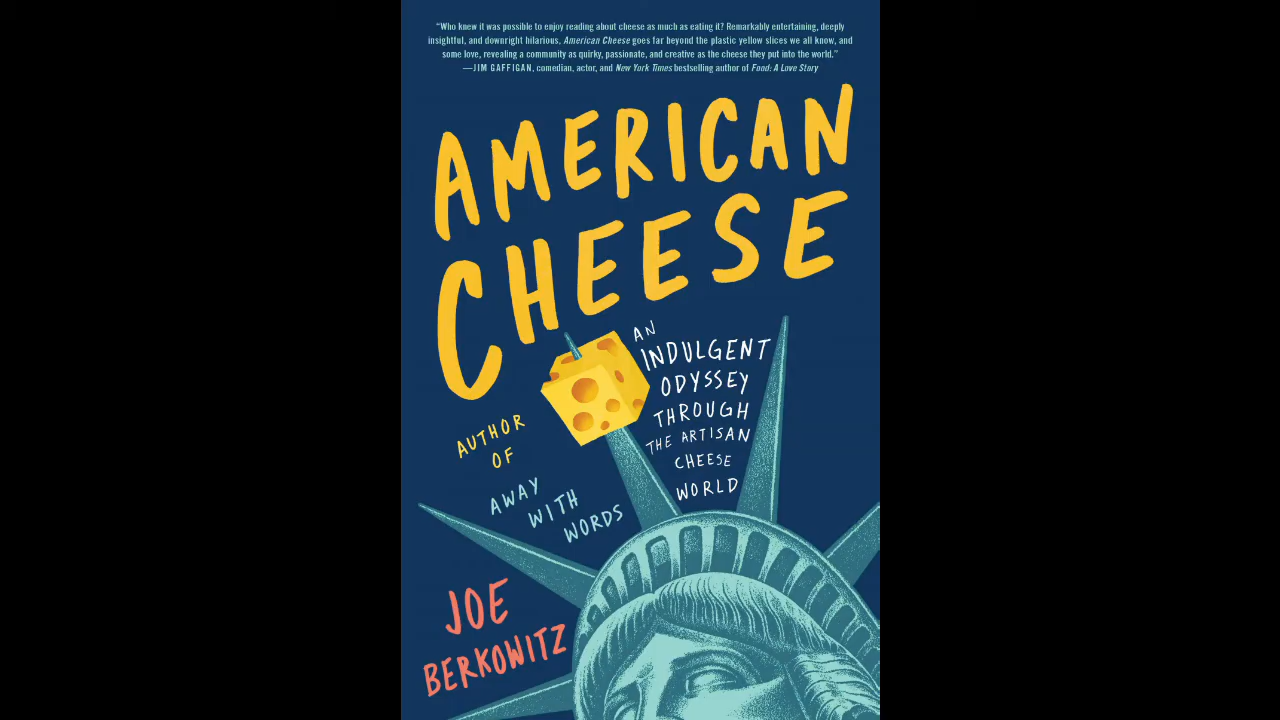 “Who knew it was possible to enjoy reading about cheese as much as eating it? Remarkably entertaining, deeply
insightful, and downright hilarious, American Cheese goes far beyond the plastic yellow slices we all know, and
some love, revealing a community as quirky, passionate, and creative as the cheese they put into the world.”
—JIM GAFFIGAN, comedian, actor, and New York Times bestselling author of Food: A Love Story
AMERICAN
CHEESE
AN
INDULGENT
ODYSSEY
THROUGH
THE ARTISAN
CHEESE
WORLD
AUTHOR
OF
AWAY
WITH
WORDS
JOE
BERKOWITZ